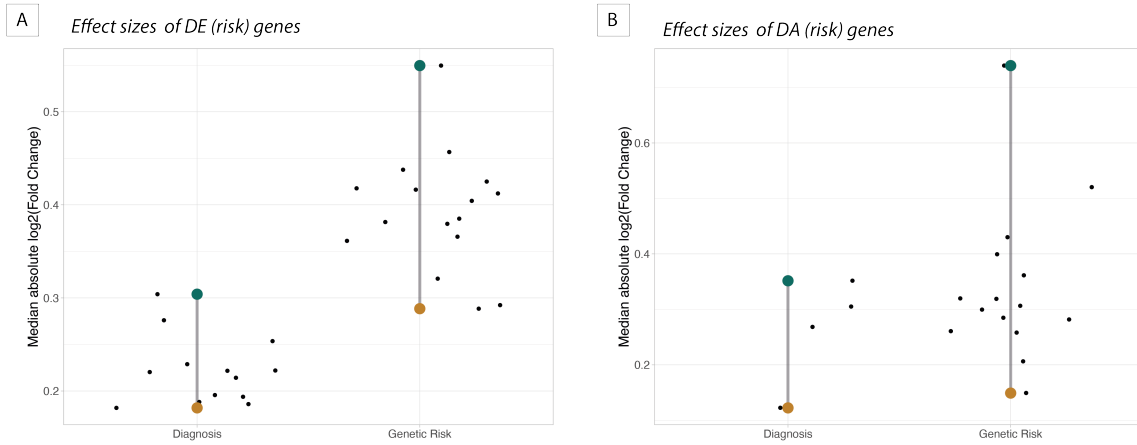 A
Effect sizes of DE (risk) genes
Median absolute log2(Fold Change)
0.5
0.4
0.3
0.2
Diagnosis
Genetic Risk
B
Effect sizes of DA (risk) genes
Median absolute log2(Fold Change)
0.6
0.4
0.2
Diagnosis
Genetic Risk